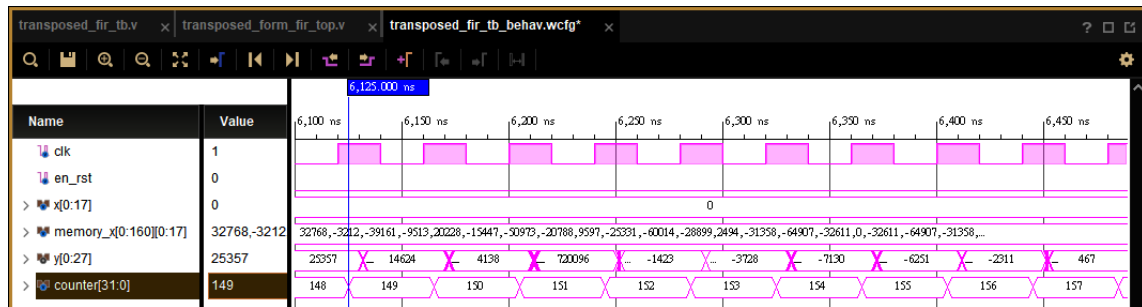 transposed_fir_tb.v × transposed_form_fir_top.v × transposed_fir_tb_behav.wcfg* × ?
6,125.000 ns
Name Value 6,100 ns 6,150 ns 6,200 ns 6,250 ns 6,300 ns 6,350 ns 6,400 ns 6,450 ns
clk 1
en_rst 0
x[0:17] 0 0
memory_x[0:160][0:17] 32768,-3212 32768,-3212,-39161,-9513,20228,-15447,-50973,-20788,9597,-25331,-60014,-28899,2494,-31358,-64907,-32611,0,-32611,-64907,-31358,...
y[0:27] 25357 25357 14624 4138 720096 -1423 -3728 -7130 -6251 -2311 467
counter[31:0] 149 148 149 150 151 152 153 154 155 156 157